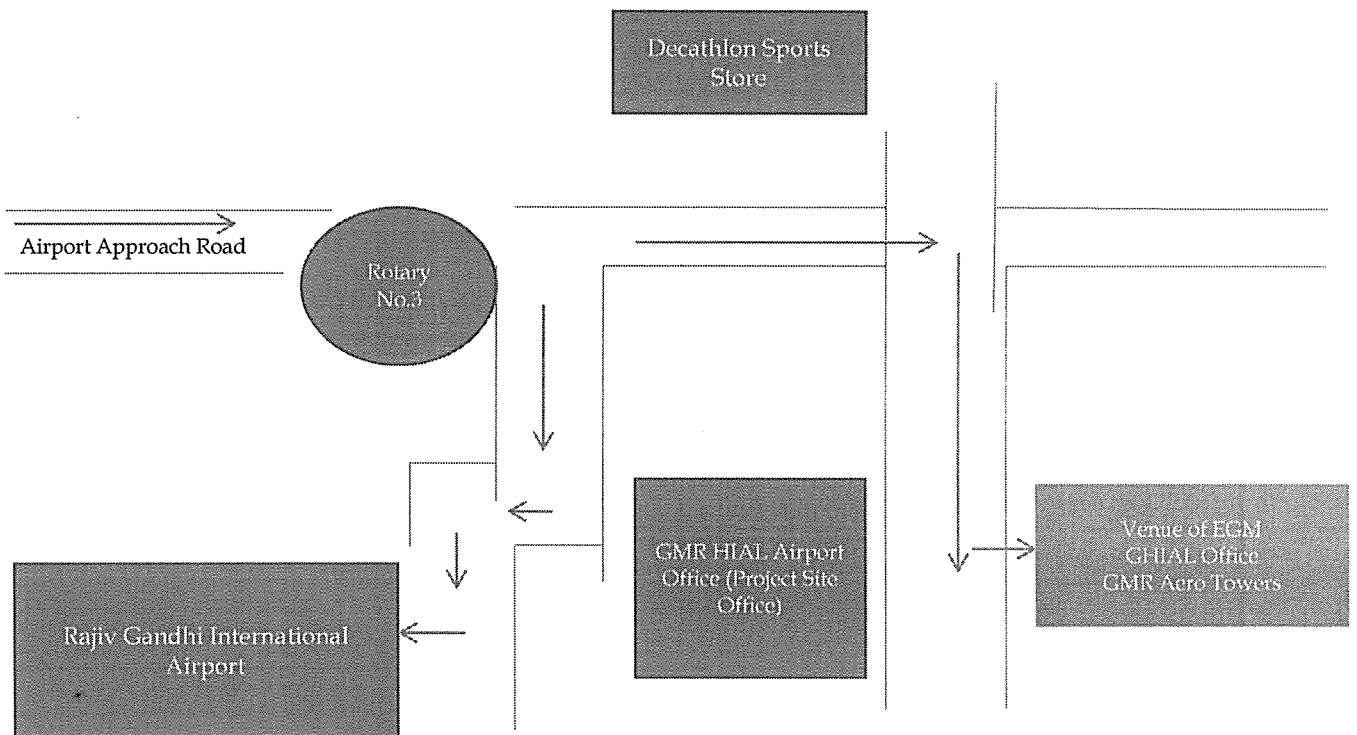 Decathlon Sports
Store
Airport Approach Road
Rotary
No.3
GMR HIAL Airport
Office (Project Site
Office)
Venue of EGM
GHIAL Office
GMR Aero Towers
Rajiv Gandhi International
Airport